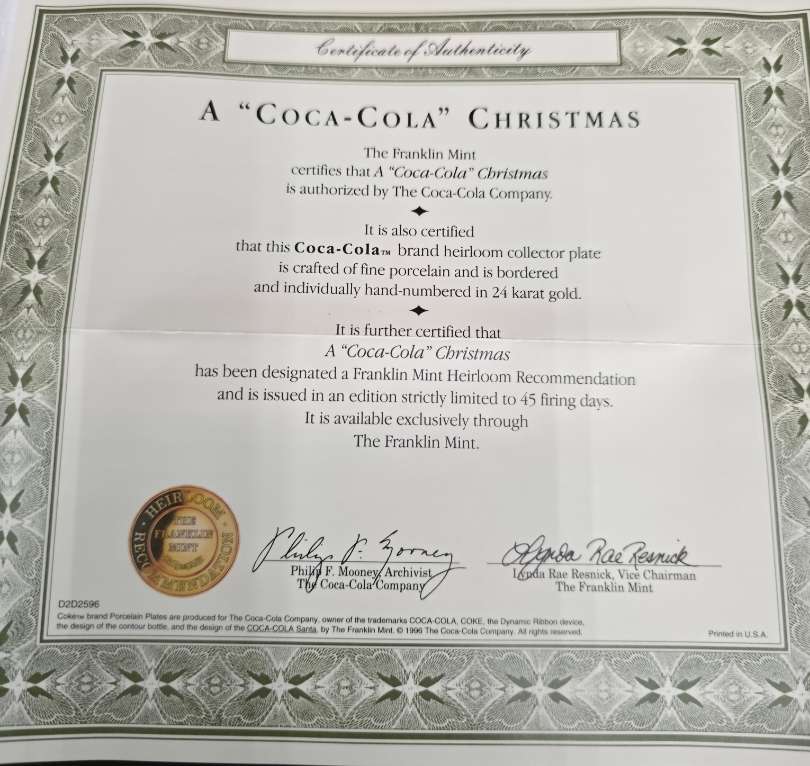 Certificate of Authenticity
A "COCA-COLA" CHRISTMAS
The Franklin Mint
certifies that A "Coca-Cola" Christmas
is authorized by The Coca-Cola Company.
It is also certified
that this Coca-Cola™ brand heirloom collector plate
is crafted of fine porcelain and is bordered
and individually hand-numbered in 24 karat gold.
It is further certified that
A "Coca-Cola" Christmas
has been designated a Franklin Mint Heirloom Recommendation
and is issued in an edition strictly limited to 45 firing days.
It is available exclusively through
The Franklin Mint.
HEIRLOOM
THE
FRANKLIN
MINT
RECOMMENDATION
Philip F. Mooney
Philip F. Mooney, Archivist
The Coca-Cola Company
Lynda Rae Resnick
Lynda Rae Resnick, Vice Chairman
The Franklin Mint
D2D2596
Coke™ brand Porcelain Plates are produced for The Coca-Cola Company, owner of the trademarks COCA-COLA, COKE, the Dynamic Ribbon device,
the design of the contour bottle, and the design of the COCA-COLA Santa, by The Franklin Mint. © 1996 The Coca-Cola Company. All rights reserved.
Printed in U.S.A.